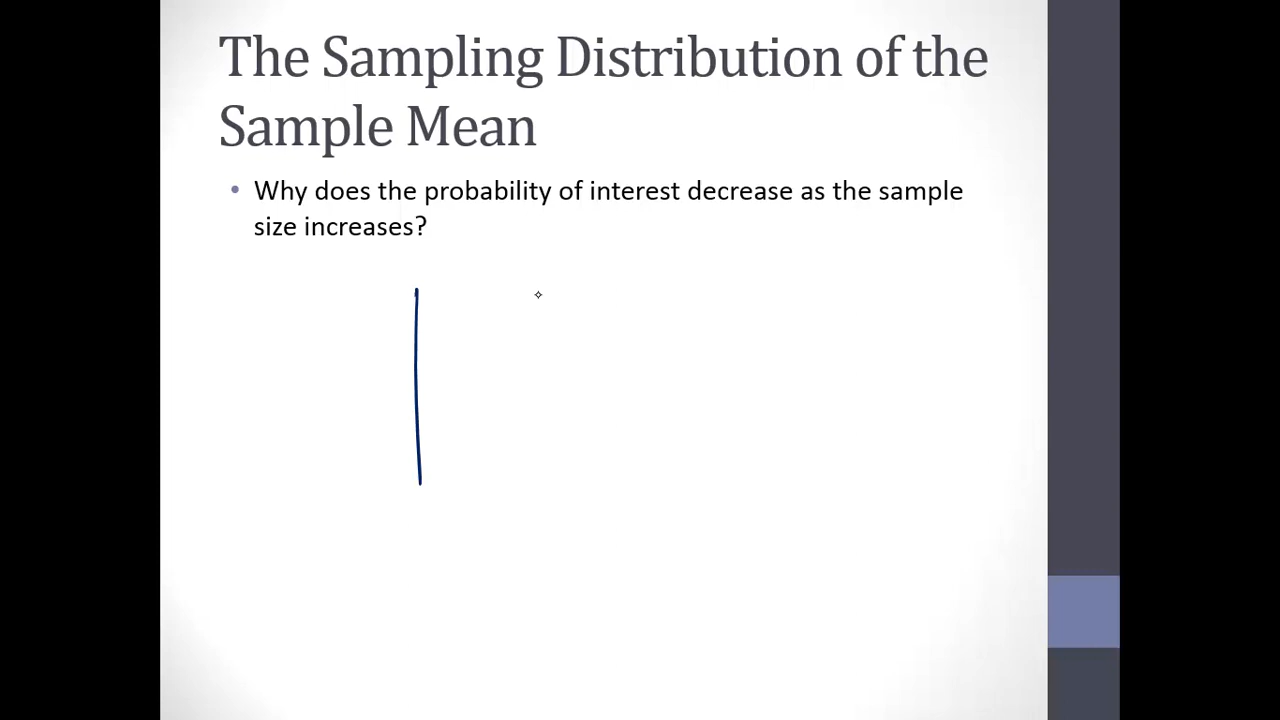 The Sampling Distribution of the
Sample Mean
• Why does the probability of interest decrease as the sample
size increases?